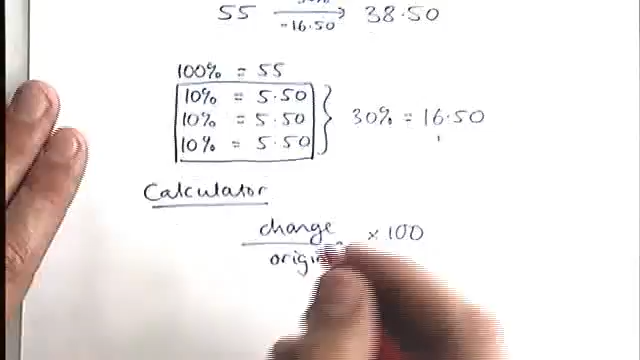 55 → 38.50
-16.50
100% = 55
10% = 5.50
10% = 5.50 30% = 16.50
10% = 5.50
Calculator
change × 100
origin